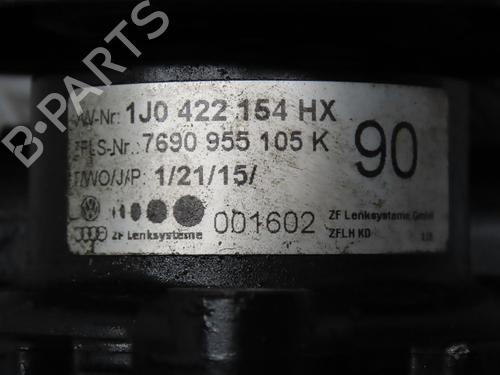 VW-Nr: 1J0 422 154 HX
ZFLS-Nr.: 7690 955 105 K
90
T/WO/J/P: 1/21/15/
001602
ZF Lenksysteme GmbH
ZF Lenksysteme
ZFLH KD
B-PARTS